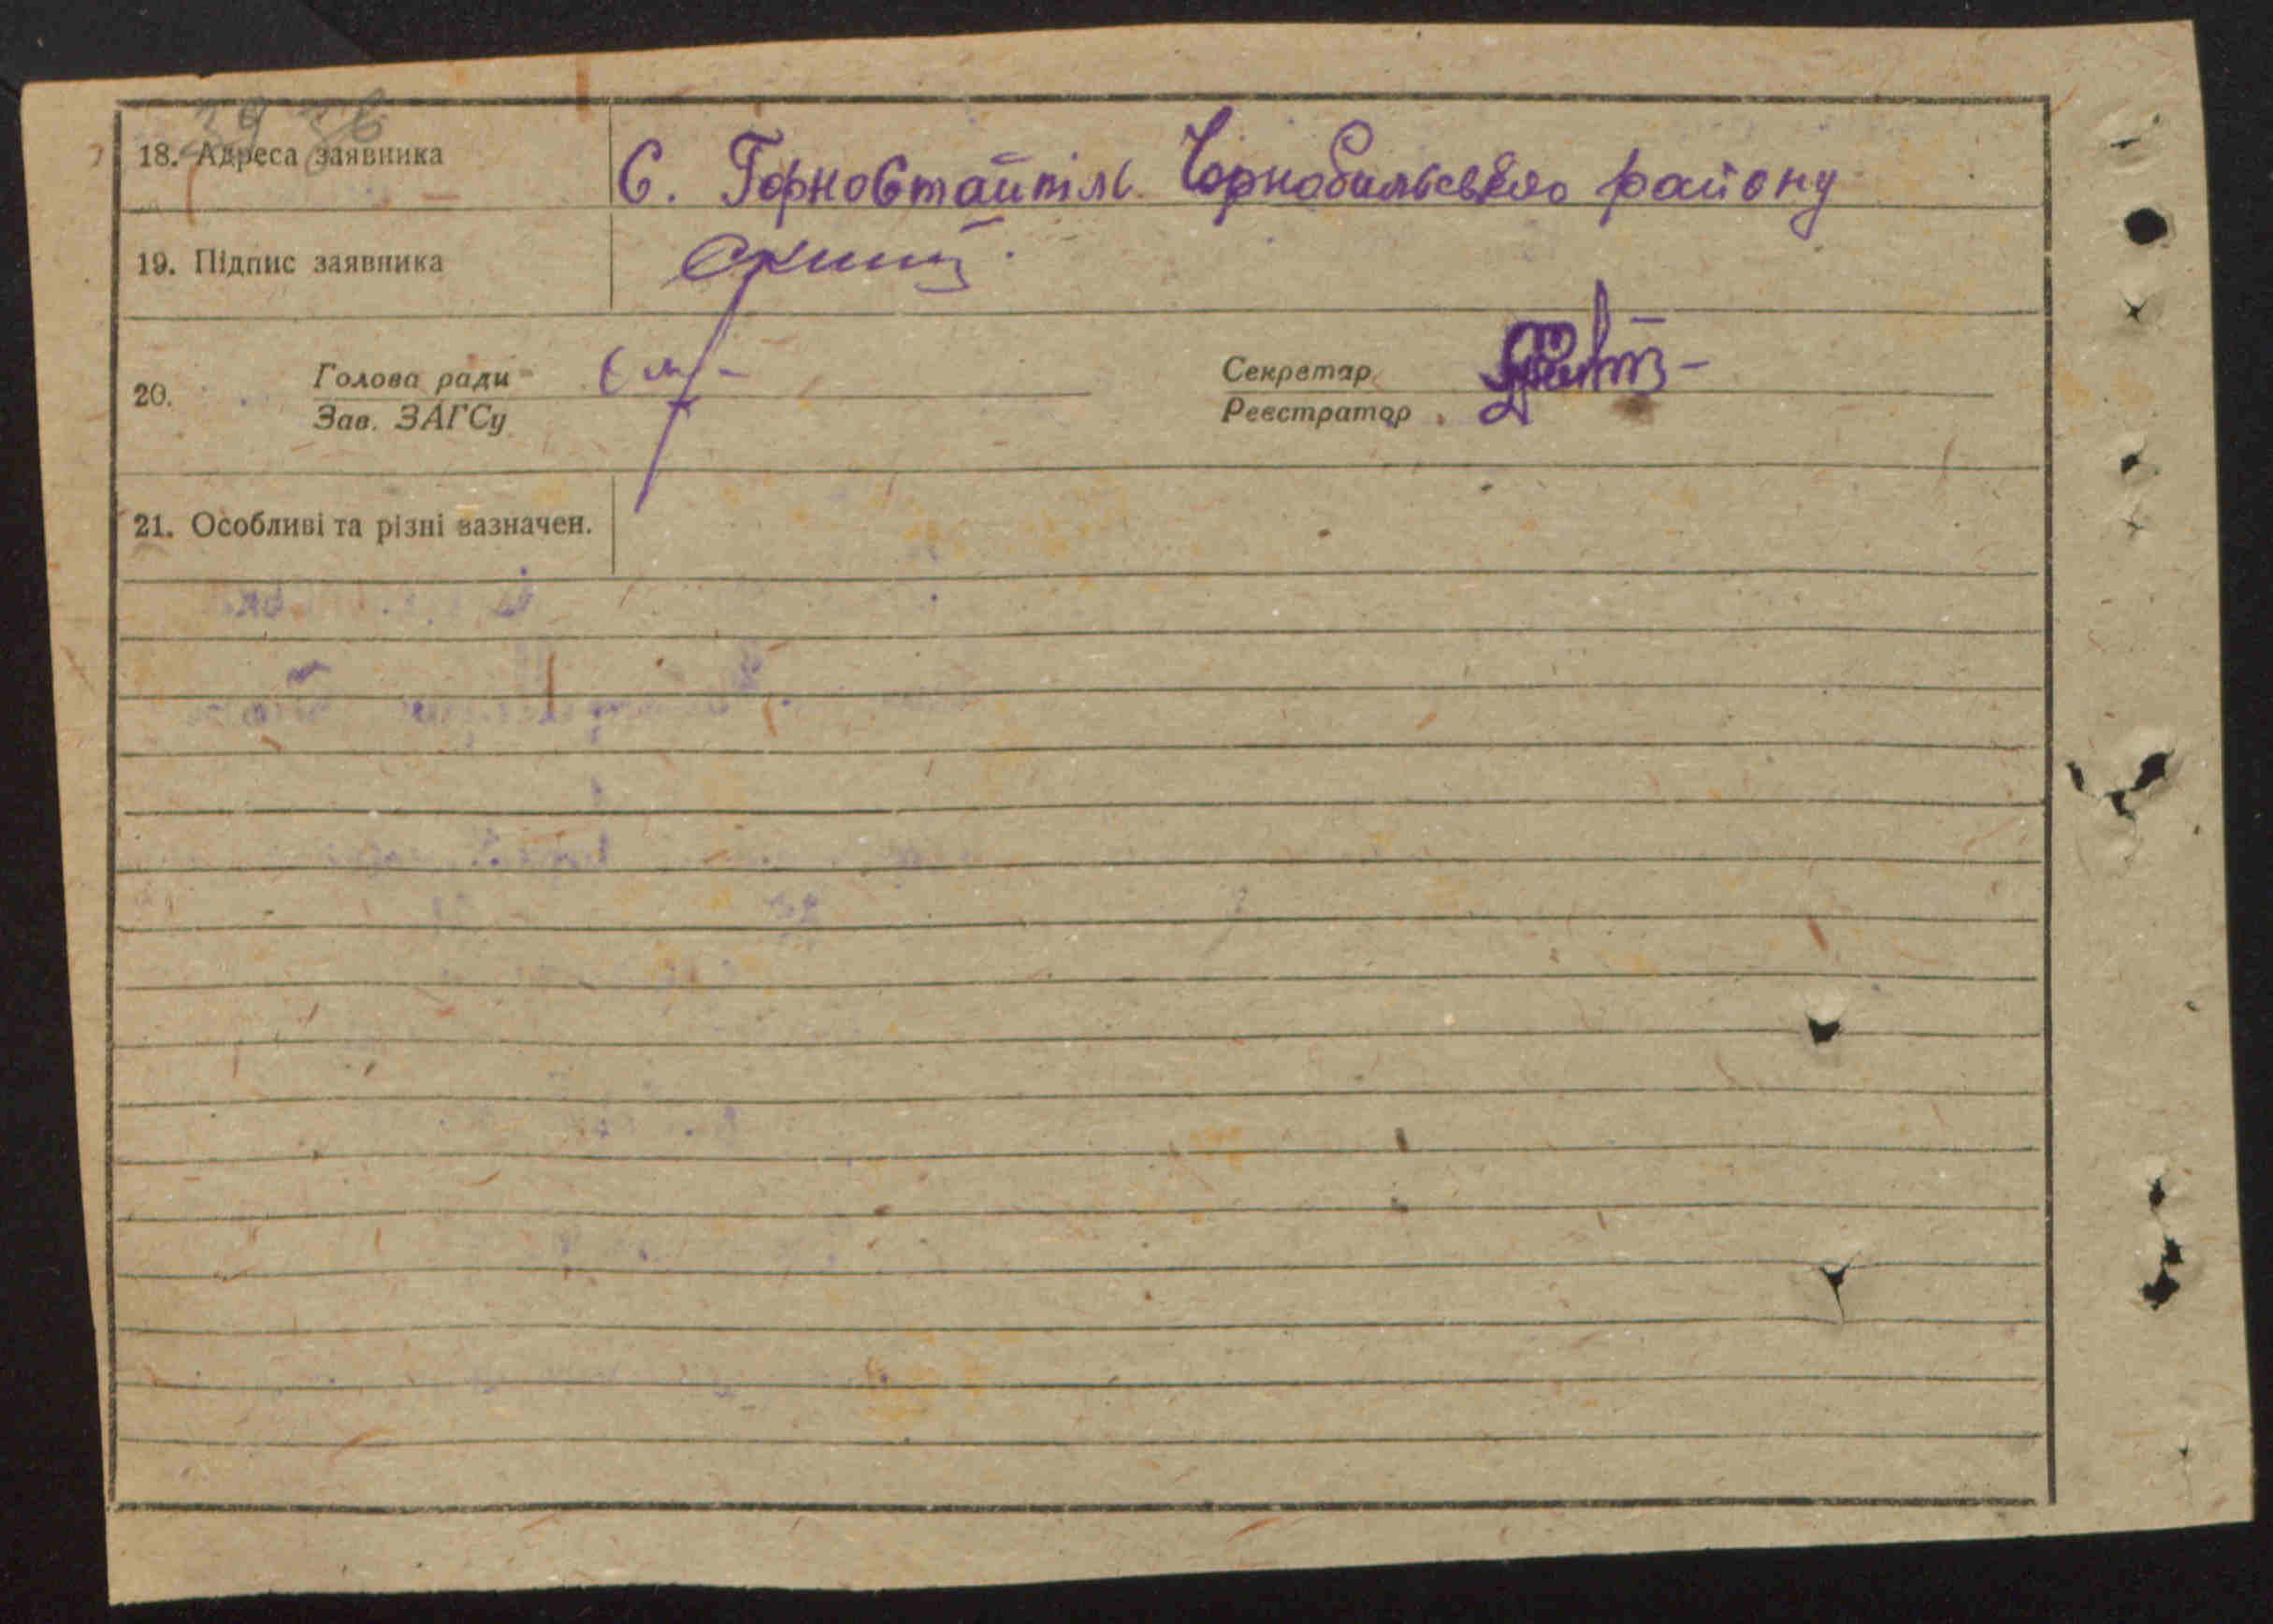 18. Адреса заявника С. Горностайпіль Чорнобильського району
19. Підпис заявника
20. Голова ради Секретар
Зав. ЗАГСу Реєстратор
21. Особливі та різні зазначен.